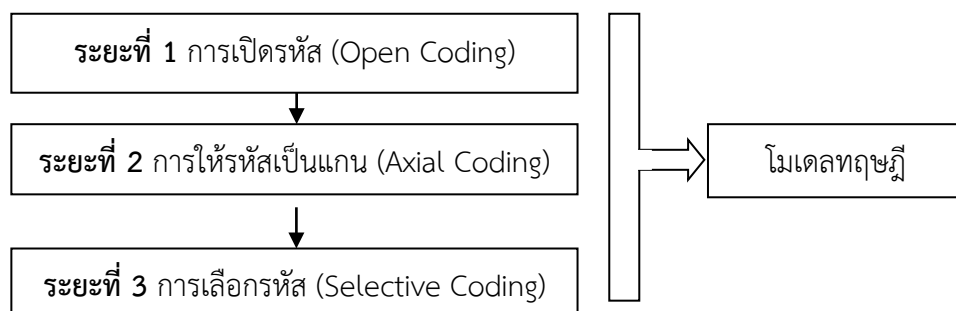 ระยะที่ 1 การเปิดรหัส (Open Coding)
ระยะที่ 2 การให้รหัสเป็นแกน (Axial Coding)
โมเดลทฤษฎี
ระยะที่ 3 การเลือกรหัส (Selective Coding)